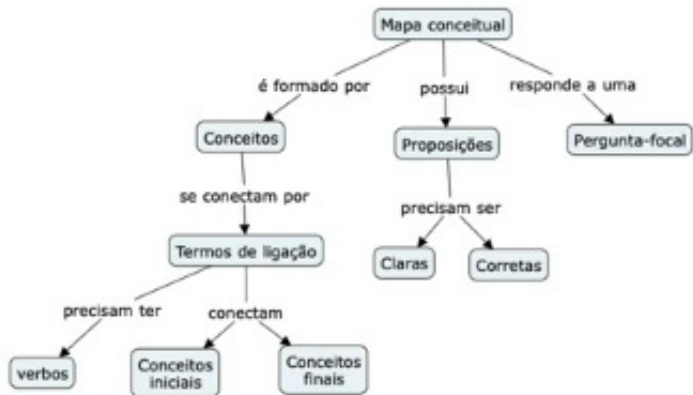 Mapa conceitual
é formado por
possui
responde a uma
Conceitos
Proposições
Pergunta-focal
se conectam por
precisam ser
Termos de ligação
Claras
Corretas
precisam ter
conectam
verbos
Conceitos
iniciais
Conceitos
finais